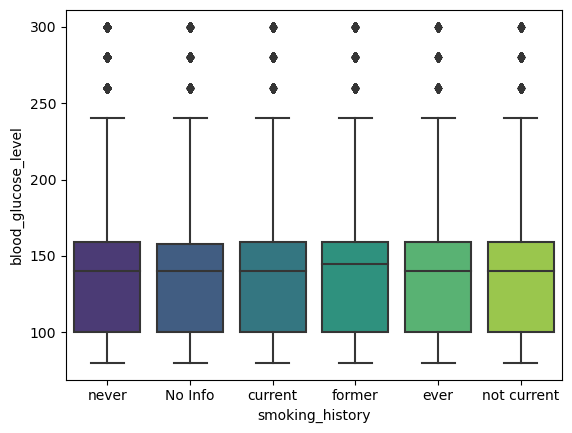 blood_glucose_level
300
250
200
150
100
never No Info current former ever not current
smoking_history